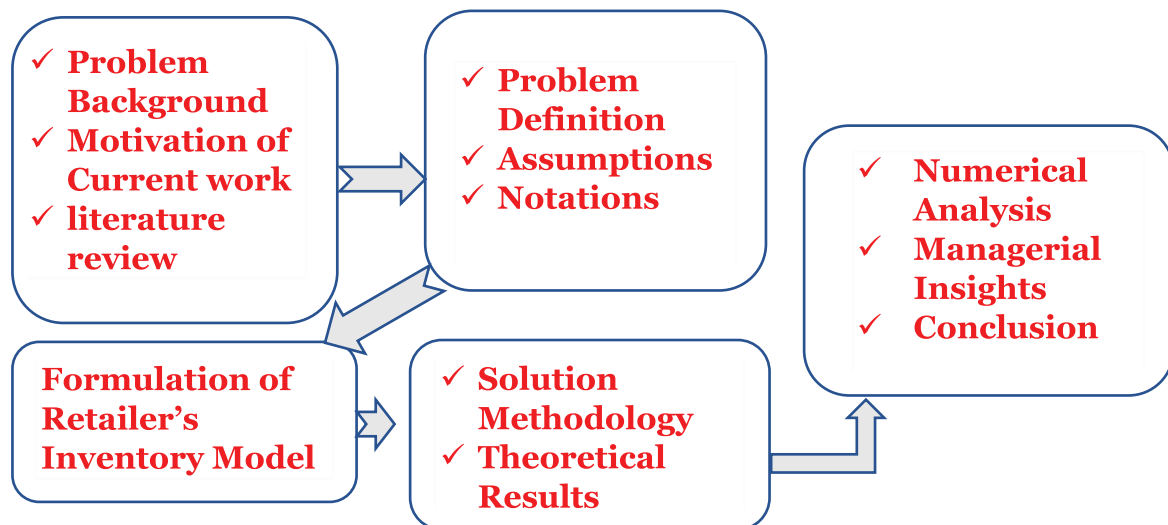 ✓ Problem
Background
✓ Motivation of
Current work
✓ literature
review
✓ Problem
Definition
✓ Assumptions
✓ Notations
Formulation of
Retailer’s
Inventory Model
✓ Solution
Methodology
✓ Theoretical
Results
✓ Numerical
Analysis
✓ Managerial
Insights
✓ Conclusion